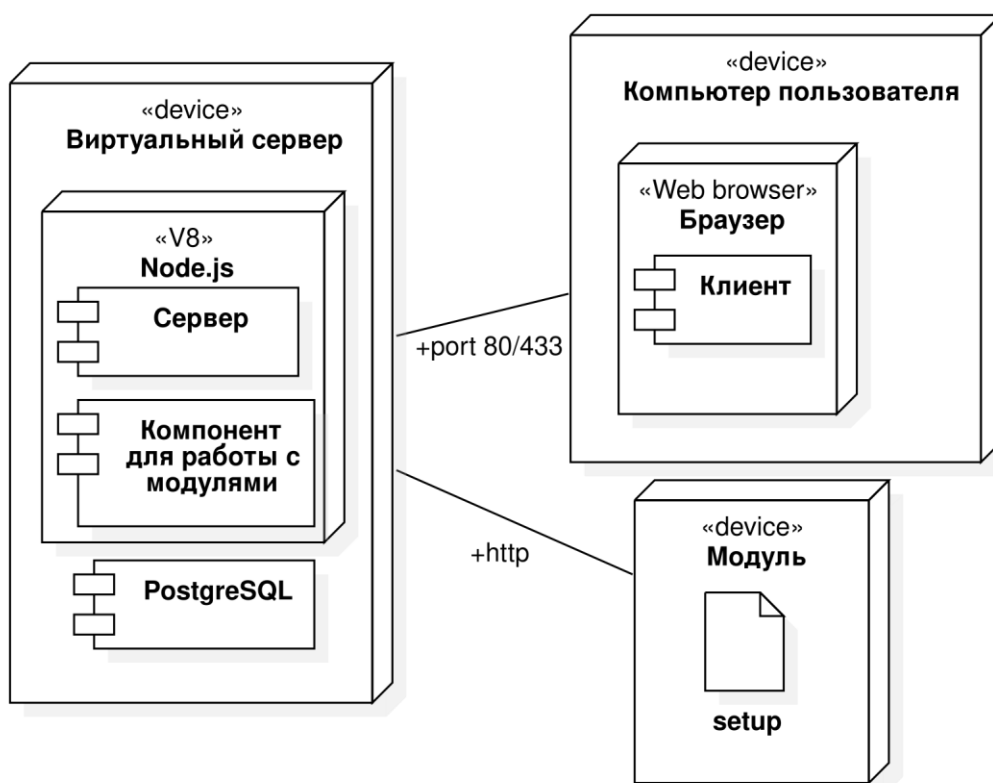 «device»
Виртуальный сервер
«V8»
Node.js
Сервер
Компонент
для работы с
модулями
PostgreSQL
+port 80/433
+http
«device»
Компьютер пользователя
«Web browser»
Браузер
Клиент
«device»
Модуль
setup